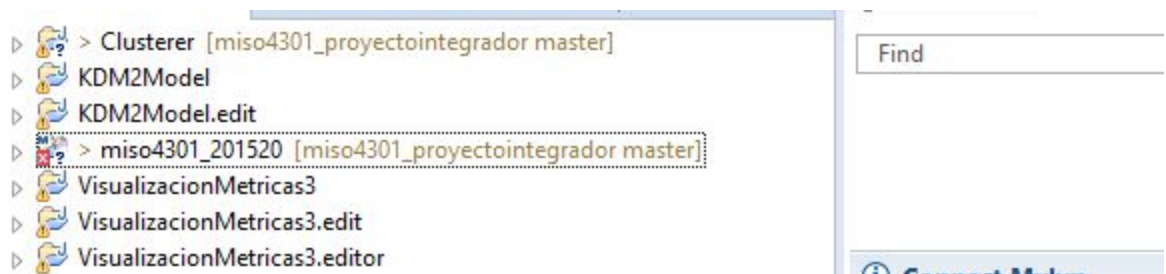 > Clusterer [miso4301_proyectointegrador master]
KDM2Model
KDM2Model.edit
> miso4301_201520 [miso4301_proyectointegrador master]
VisualizacionMetricas3
VisualizacionMetricas3.edit
VisualizacionMetricas3.editor
Find